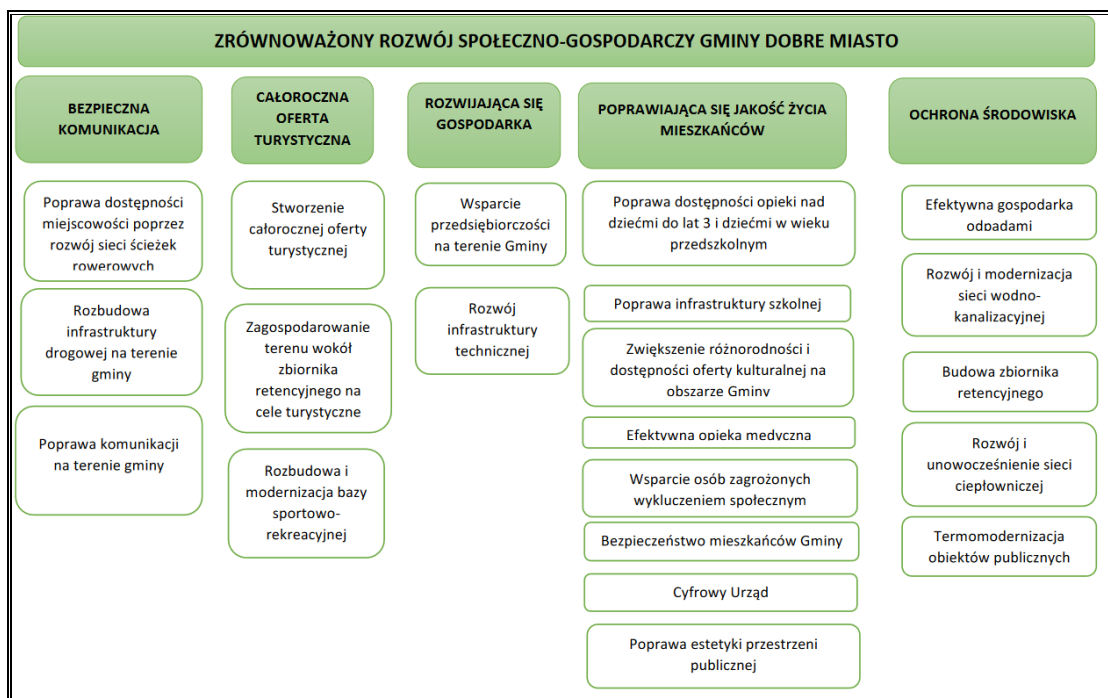 ZRÓWNOWAŻONY ROZWÓJ SPOŁECZNO-GOSPODARCZY GMINY DOBRE MIASTO
BEZPIECZNA
KOMUNIKACJA
Poprawa dostępności
miejscowości poprzez
rozwój sieci ścieżek
rowerowych
Rozbudowa
infrastruktury
drogowej na terenie
gminy
Poprawa komunikacji
na terenie gminy
CAŁOROCZNA
OFERTA
TURYSTYCZNA
Stworzenie
całorocznej oferty
turystycznej
Zagospodarowanie
terenu wokół
zbiornika
retencyjnego na
cele turystyczne
Rozbudowa i
modernizacja bazy
sportowo-
rekreacyjnej
ROZWIJAJĄCA SIĘ
GOSPODARKA
Wsparcie
przedsiębiorczości
na terenie Gminy
Rozwój
infrastruktury
technicznej
POPRAWIAJĄCA SIĘ JAKOŚĆ ŻYCIA
MIESZKAŃCÓW
Poprawa dostępności opieki nad
dziećmi do lat 3 i dziećmi w wieku
przedszkolnym
Poprawa infrastruktury szkolnej
Zwiększenie różnorodności i
dostępności oferty kulturalnej na
obszarze Gminy
Efektywna opieka medyczna
Wsparcie osób zagrożonych
wykluczeniem społecznym
Bezpieczeństwo mieszkańców Gminy
Cyfrowy Urząd
Poprawa estetyki przestrzeni
publicznej
OCHRONA ŚRODOWISKA
Efektywna gospodarka
odpadami
Rozwój i modernizacja
sieci wodno-
kanalizacyjnej
Budowa zbiornika
retencyjnego
Rozwój i
unowocześnienie sieci
ciepłowniczej
Termomodernizacja
obiektów publicznych